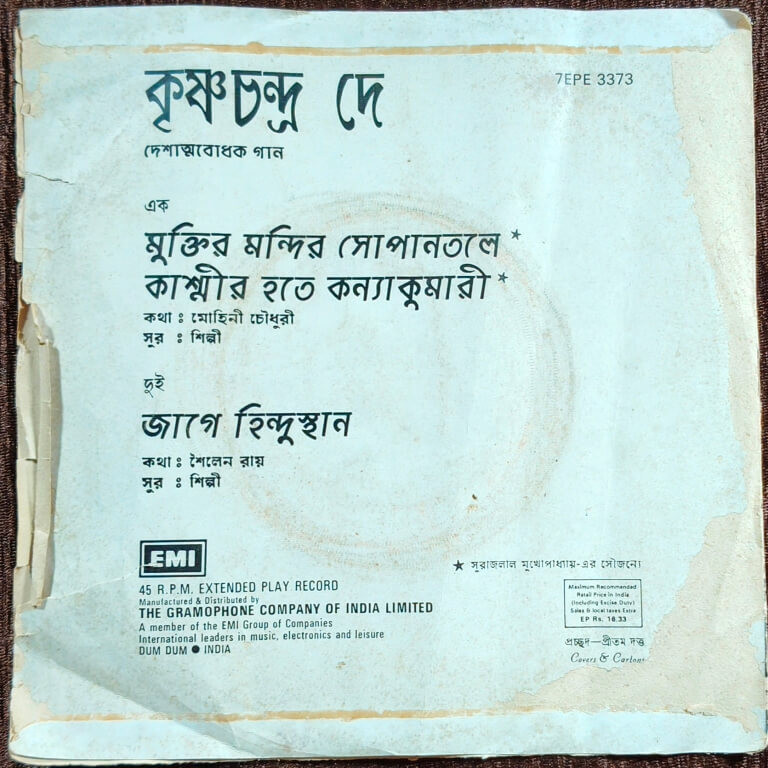 কৃষ্ণচন্দ্র দে
7EPE 3373
দেশাত্মবোধক গান
এক
মুক্তির মন্দির সোপানতলে *
কাশ্মীর হতে কন্যাকুমারী *
কথা : মোহিনী চৌধুরী
সুর : শিল্পী
দুই
জাগে হিন্দুস্থান
কথা : শৈলেন রায়
সুর : শিল্পী
EMI
45 R.P.M. EXTENDED PLAY RECORD
Manufactured & Distributed by
THE GRAMOPHONE COMPANY OF INDIA LIMITED
A member of the EMI Group of Companies
International leaders in music, electronics and leisure
DUM DUM ● INDIA
★ সুরাজলাল মুখোপাধ্যায়-এর সৌজন্যে
Maximum Recommended
Retail Price in India
(Including Excise Duty)
Sales & local taxes Extra
EP Rs. 18.33
প্রচ্ছদ—প্রীতম দত্ত
Covers & Cartons